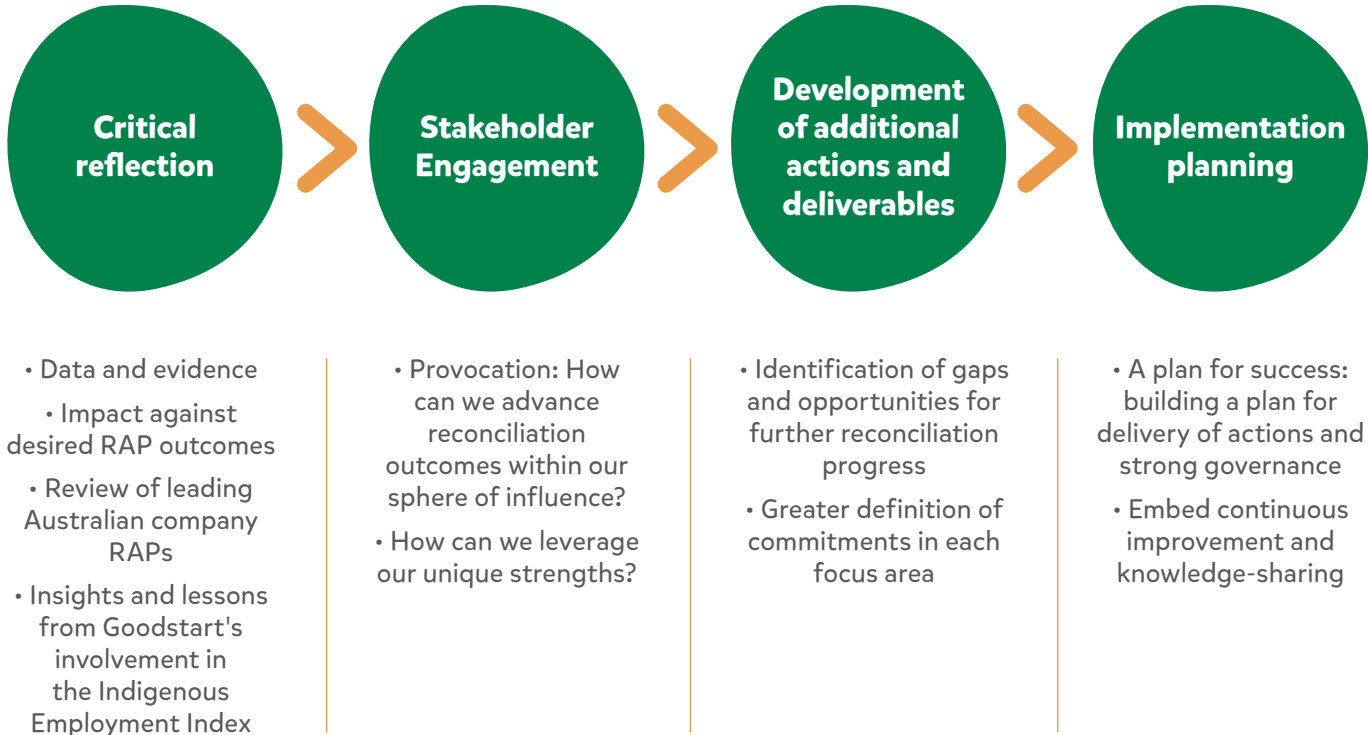 Critical
reflection
Stakeholder
Engagement
Development
of additional
actions and
deliverables
Implementation
planning
• Data and evidence
• Impact against
desired RAP outcomes
• Review of leading
Australian company
RAPs
• Insights and lessons
from Goodstart's
involvement in
the Indigenous
Employment Index
• Provocation: How
can we advance
reconciliation
outcomes within our
sphere of influence?
• How can we leverage
our unique strengths?
• Identification of gaps
and opportunities for
further reconciliation
progress
• Greater definition of
commitments in each
focus area
• A plan for success:
building a plan for
delivery of actions and
strong governance
• Embed continuous
improvement and
knowledge-sharing